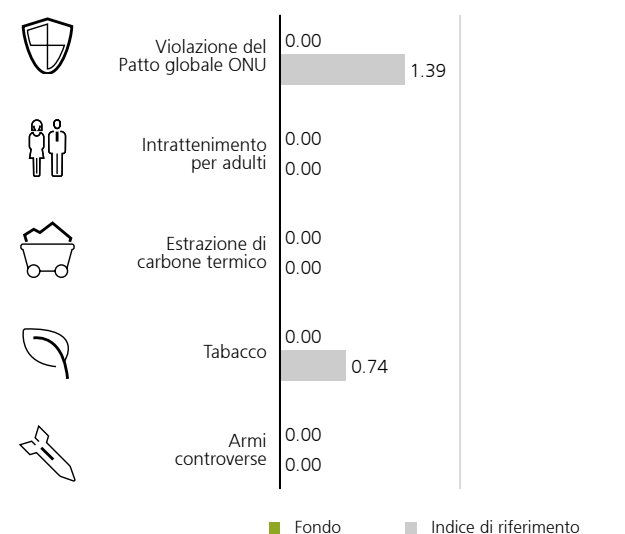 Violazione del
Patto globale ONU
0.00
1.39
Intrattenimento
per adulti
0.00
0.00
Estrazione di
carbone termico
0.00
0.00
Tabacco
0.00
0.74
Armi
controverse
0.00
0.00
Fondo
Indice di riferimento